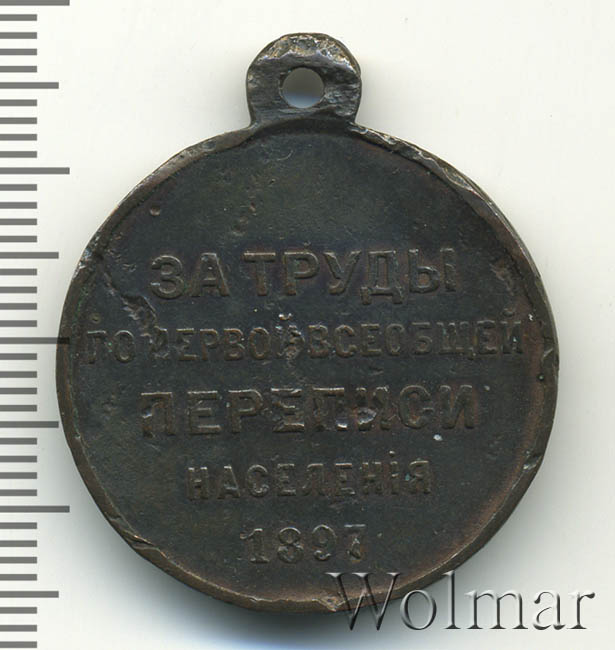 ЗА ТРУДЫ
ПО ПЕРВОЙ ВСЕОБЩЕЙ
ПЕРЕПИСИ
НАСЕЛЕНІЯ
1897
Wolmar